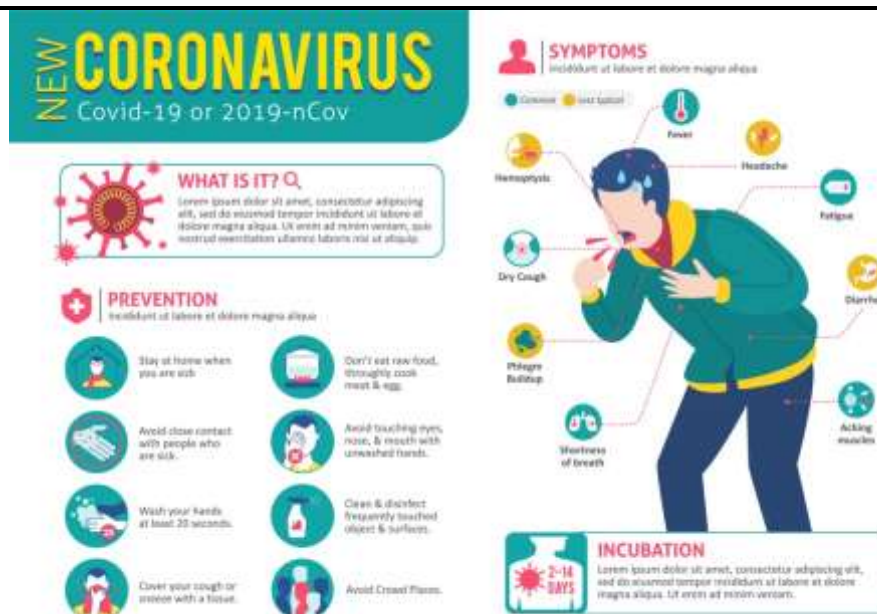 NEW
CORONAVIRUS
Covid-19 or 2019-nCov
WHAT IS IT?
Lorem ipsum dolor sit amet, consectetur adipiscing
elit, sed do eiusmod tempor incididunt ut labore et
dolore magna aliqua. Ut enim ad minim veniam, quis
nostrud exercitation ullamco laboris nisi ut aliquip
PREVENTION
incididunt ut labore et dolore magna aliqua
Stay at home when
you are sick
Avoid close contact
with people who
are sick.
Wash your hands
at least 20 seconds.
Cover your cough or
sneeze with a tissue.
Don't eat raw food,
throughly cook
meat & egg.
Avoid touching eyes,
nose, & mouth with
unwashed hands.
Clean & disinfect
frequently touched
object & surfaces.
Avoid Crowd Places.
SYMPTOMS
incididunt ut labore et dolore magna aliqua
Common
Fever
Headache
Hemoptysis
Fatigue
Dry Cough
Diarrhe
Phlegm
Buildup
Aching
muscles
Shortness
of breath
2-14
DAYS
INCUBATION
Lorem ipsum dolor sit amet, consectetur adipiscing elit,
sed do eiusmod tempor incididunt ut labore et dolore
magna aliqua. Ut enim ad minim veniam.